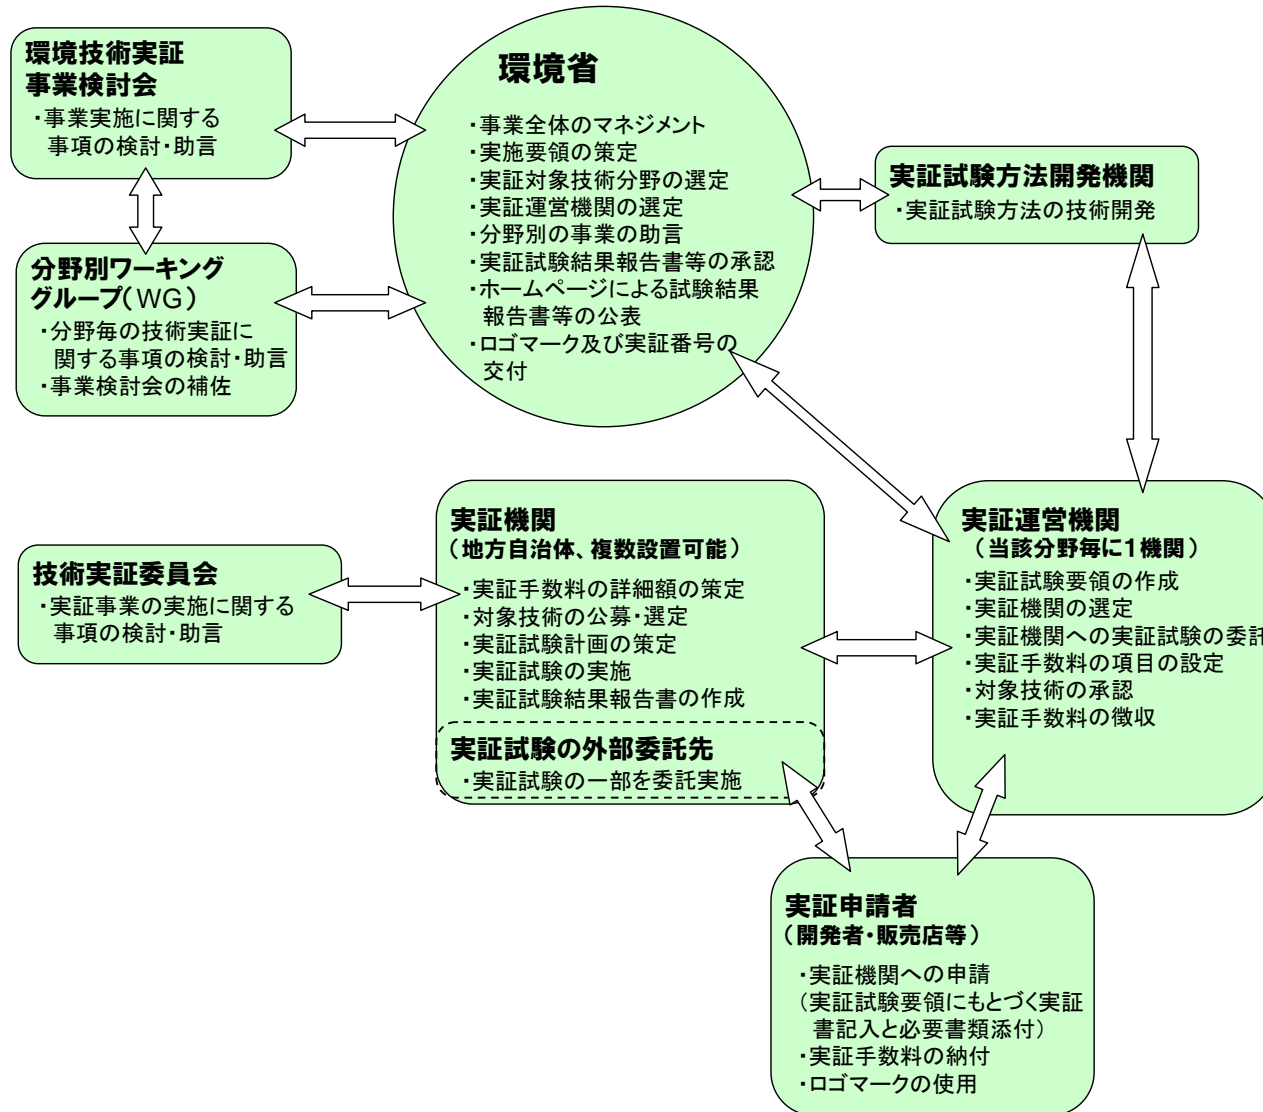 環境技術実証
事業検討会
・事業実施に関する
事項の検討・助言
分野別ワーキング
グループ(WG)
・分野毎の技術実証に
関する事項の検討・助言
・事業検討会の補佐
環境省
・事業全体のマネジメント
・実施要領の策定
・実証対象技術分野の選定
・実証運営機関の選定
・分野別の事業の助言
・実証試験結果報告書等の承認
・ホームページによる試験結果
報告書等の公表
・ロゴマーク及び実証番号の
交付
実証試験方法開発機関
・実証試験方法の技術開発
技術実証委員会
・実証事業の実施に関する
事項の検討・助言
実証機関
(地方自治体、複数設置可能)
・実証手数料の詳細額の策定
・対象技術の公募・選定
・実証試験計画の策定
・実証試験の実施
・実証試験結果報告書の作成
実証試験の外部委託先
・実証試験の一部を委託実施
実証運営機関
(当該分野毎に1機関)
・実証試験要領の作成
・実証機関の選定
・実証機関への実証試験の委託
・実証手数料の項目の設定
・対象技術の承認
・実証手数料の徴収
実証申請者
(開発者・販売店等)
・実証機関への申請
(実証試験要領にもとづく実証
書記入と必要書類添付)
・実証手数料の納付
・ロゴマークの使用